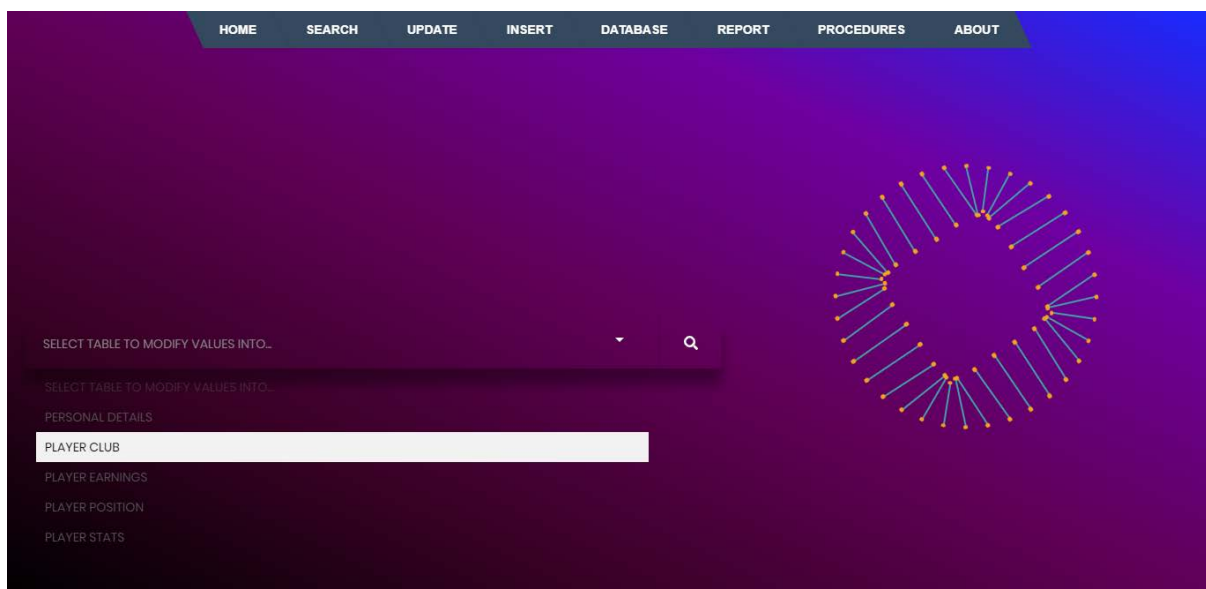 HOME SEARCH UPDATE INSERT DATABASE REPORT PROCEDURES ABOUT
SELECT TABLE TO MODIFY VALUES INTO...
SELECT TABLE TO MODIFY VALUES INTO...
PERSONAL DETAILS
PLAYER CLUB
PLAYER EARNINGS
PLAYER POSITION
PLAYER STATS